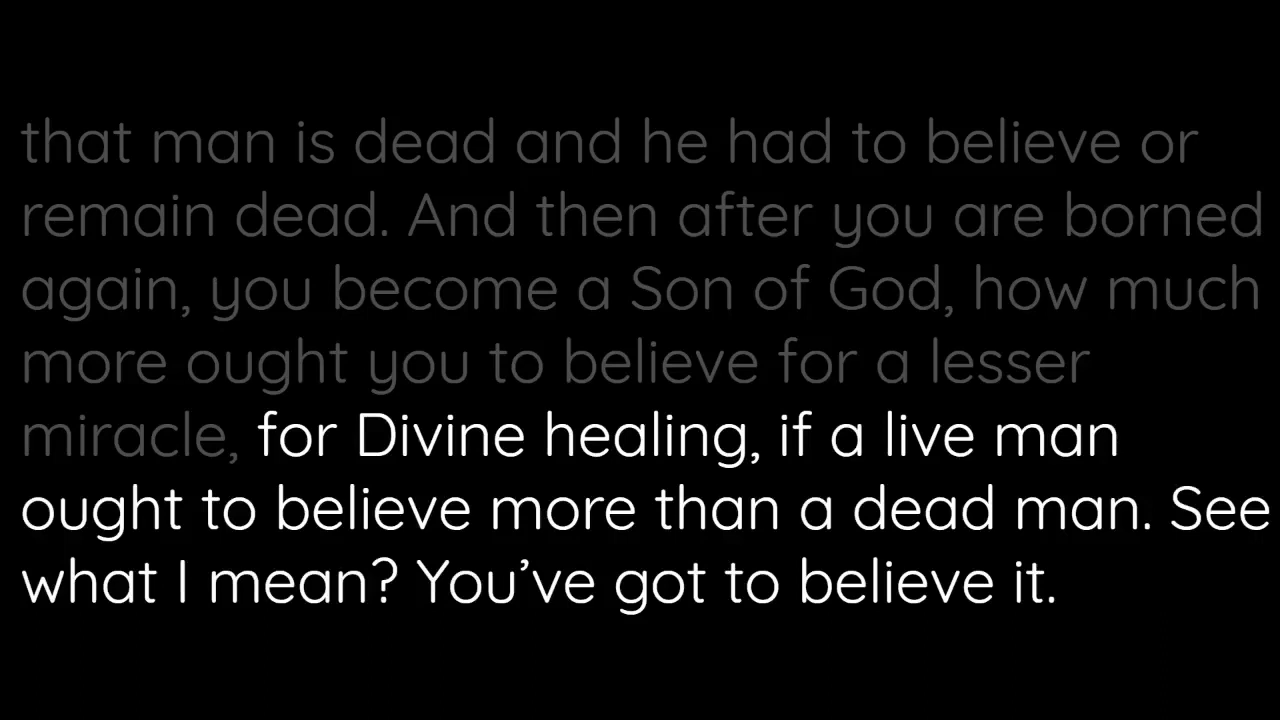 that man is dead and he had to believe or
remain dead. And then after you are borned
again, you become a Son of God, how much
more ought you to believe for a lesser
miracle, for Divine healing, if a live man
ought to believe more than a dead man. See
what I mean? You’ve got to believe it.